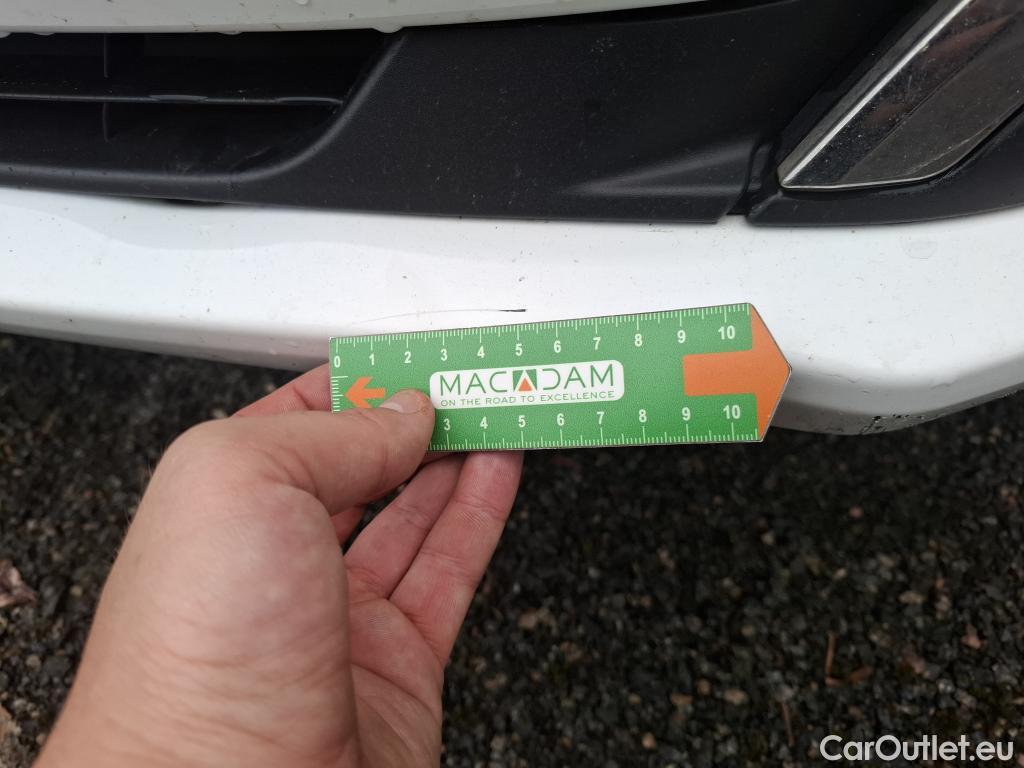 0 1 2 3 4 5 6 7 8 9 10
MACADAM
ON THE ROAD TO EXCELLENCE
3 4 5 6 7 8 9 10
CarOutlet.eu